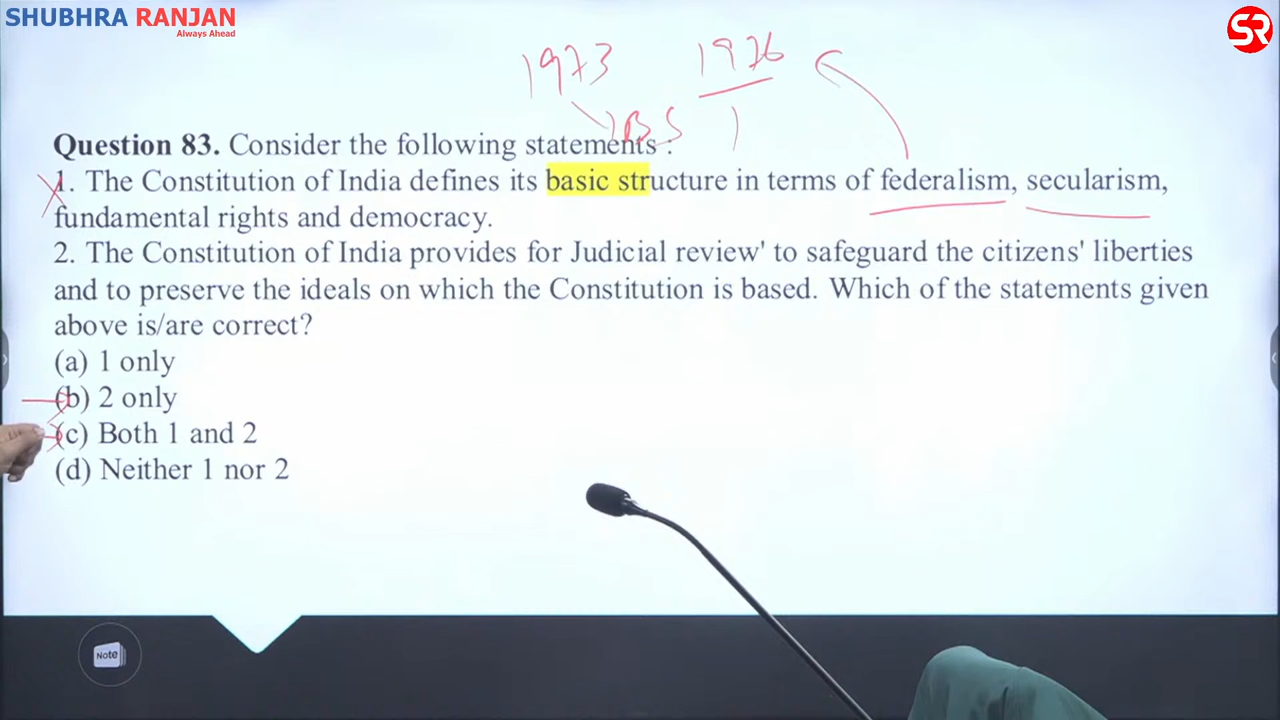 SHUBHRA RANJAN
Always Ahead
SR
1973 1976
BS
Question 83. Consider the following statements :
1. The Constitution of India defines its basic structure in terms of federalism, secularism,
fundamental rights and democracy.
2. The Constitution of India provides for Judicial review' to safeguard the citizens' liberties
and to preserve the ideals on which the Constitution is based. Which of the statements given
above is/are correct?
(a) 1 only
(b) 2 only
(c) Both 1 and 2
(d) Neither 1 nor 2
Note